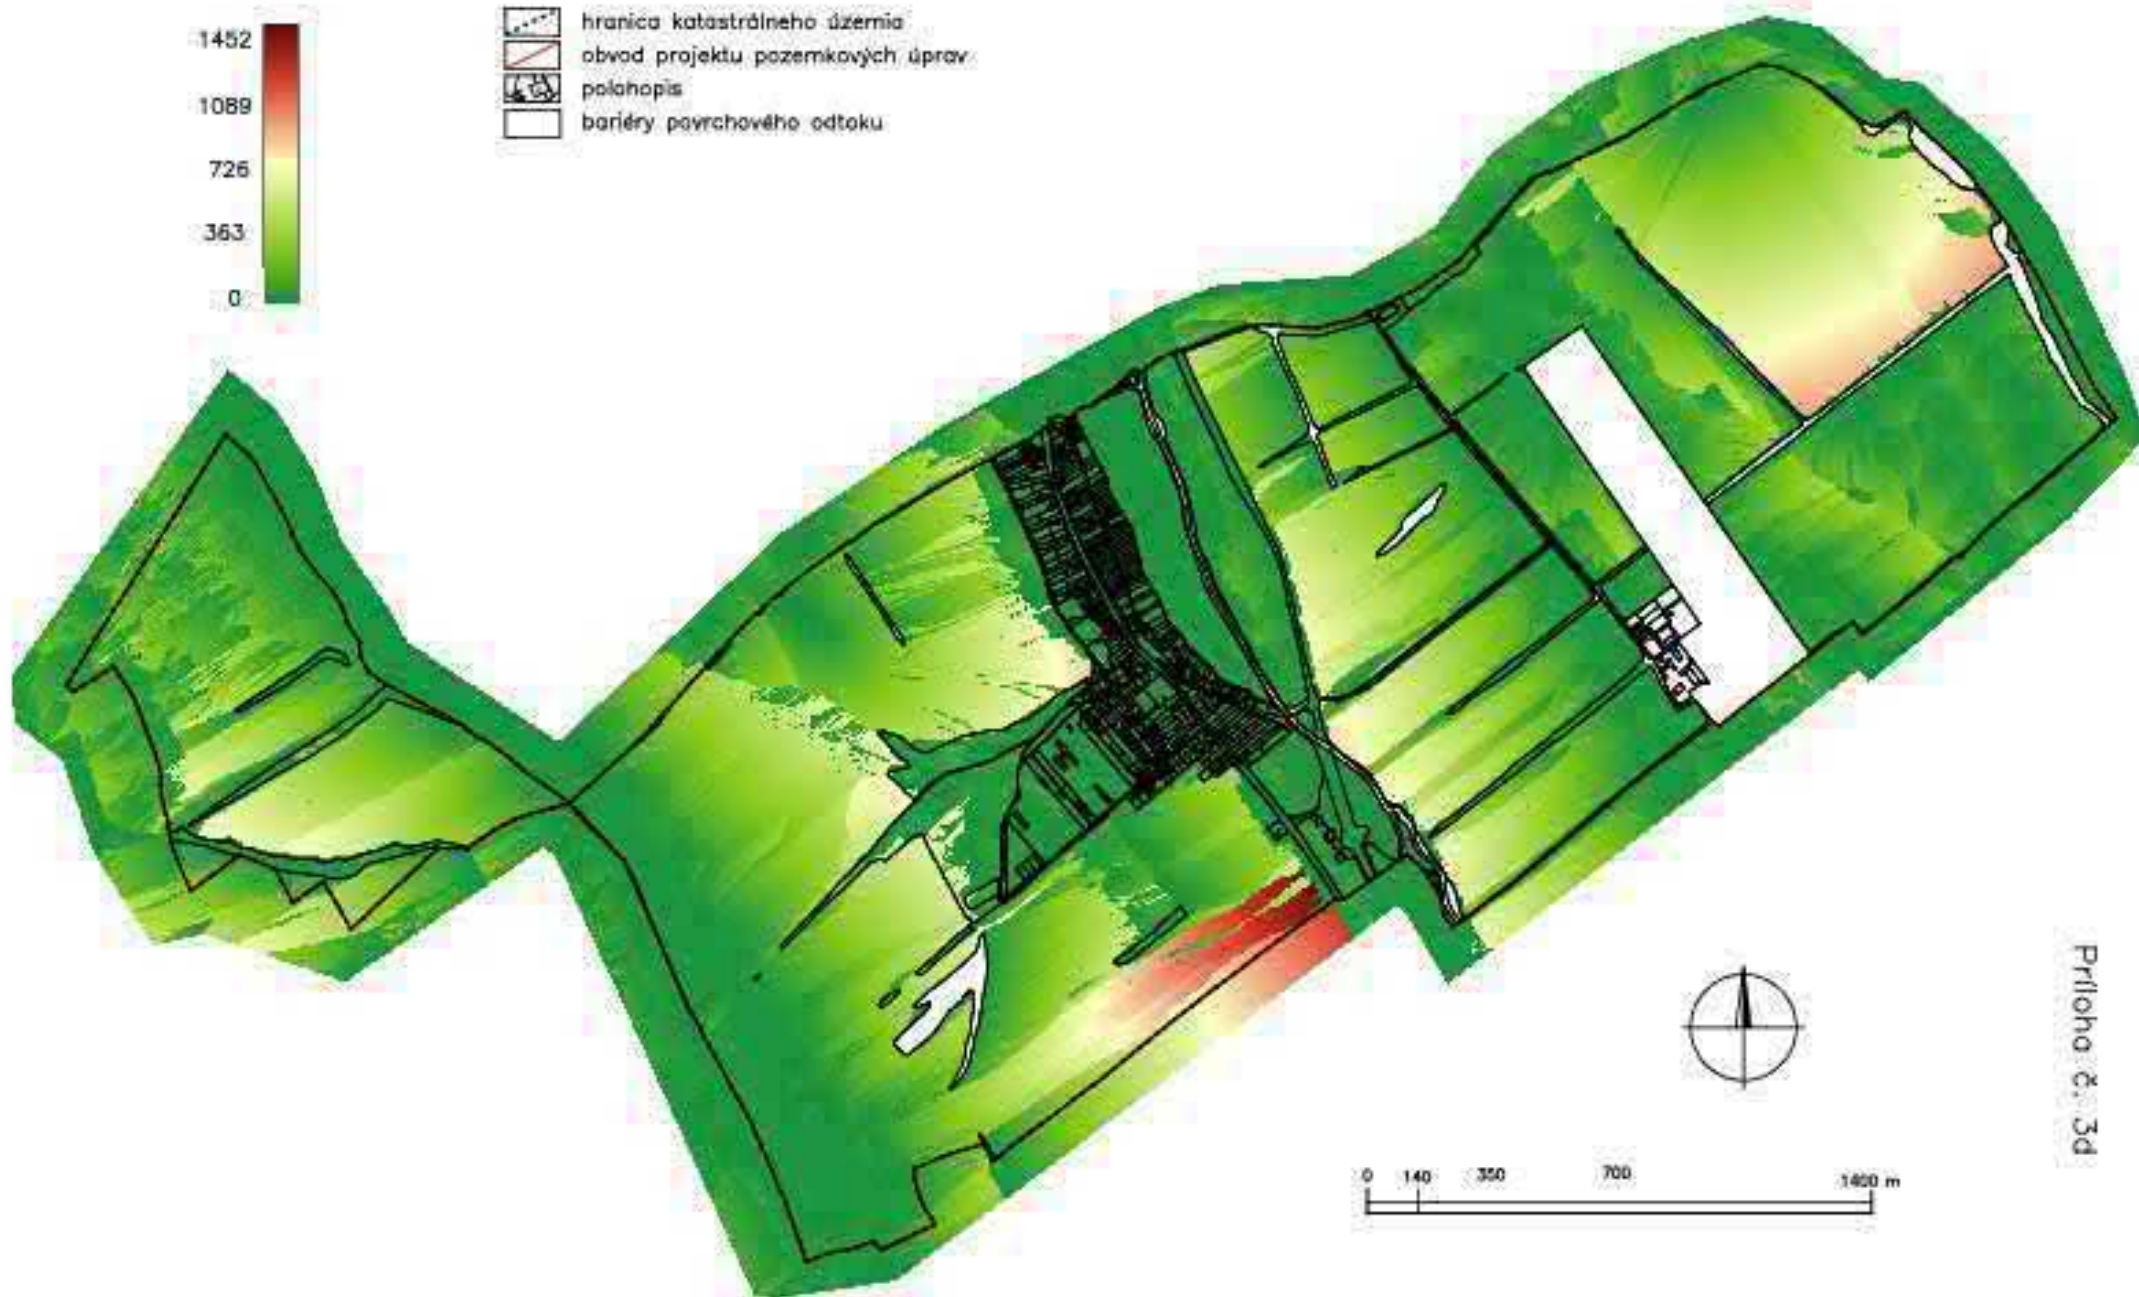 1452
1089
726
363
0
hranica katastrálneho územia
obvod projektu pozemkových úprav
polohopis
bariéry povrchového odtoku
Príloha č. 3d
0 140 350 700 1400 m